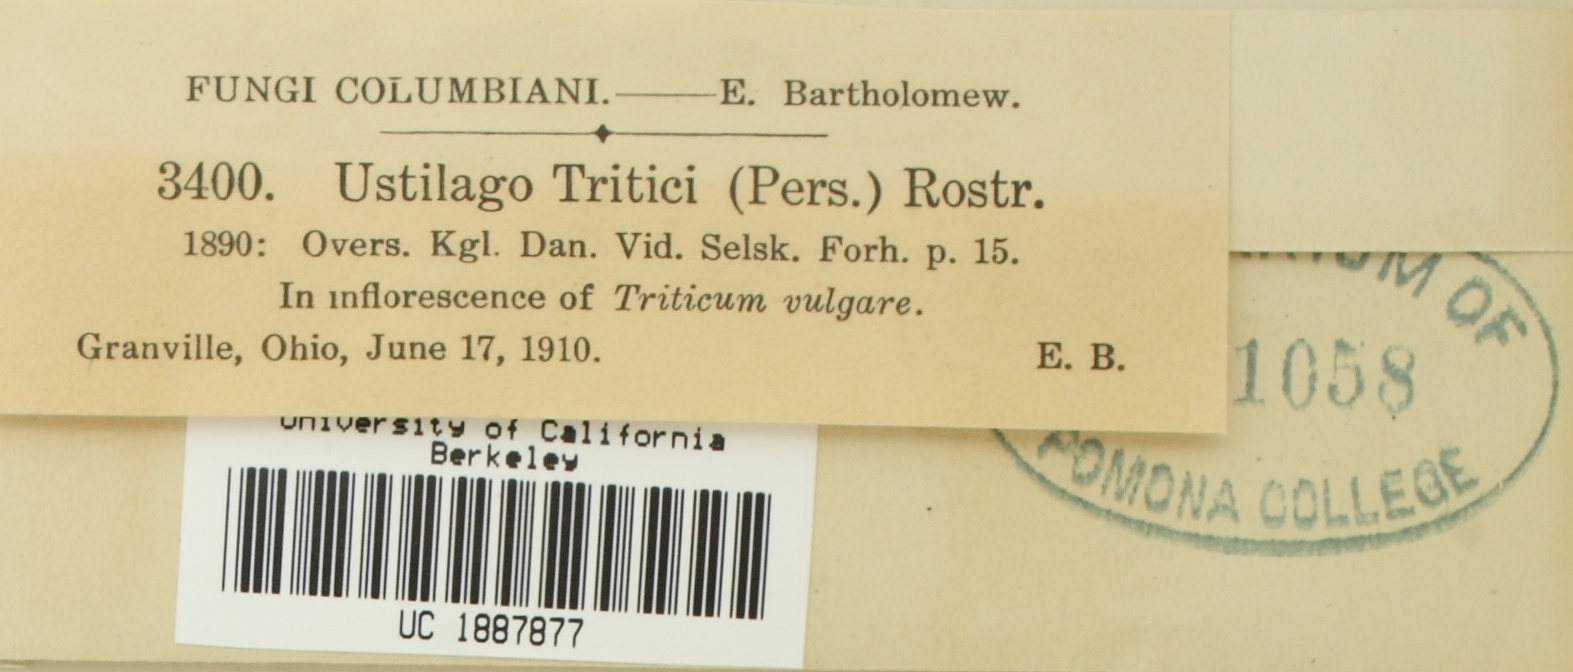 FUNGI COLUMBIANI.——E. Bartholomew.
3400. Ustilago Tritici (Pers.) Rostr.
1890: Overs. Kgl. Dan. Vid. Selsk. Forh. p. 15.
In inflorescence of Triticum vulgare.
Granville, Ohio, June 17, 1910. E. B.
OF
1058
POMONA COLLEGE
University of California
Berkeley
UC 1887877